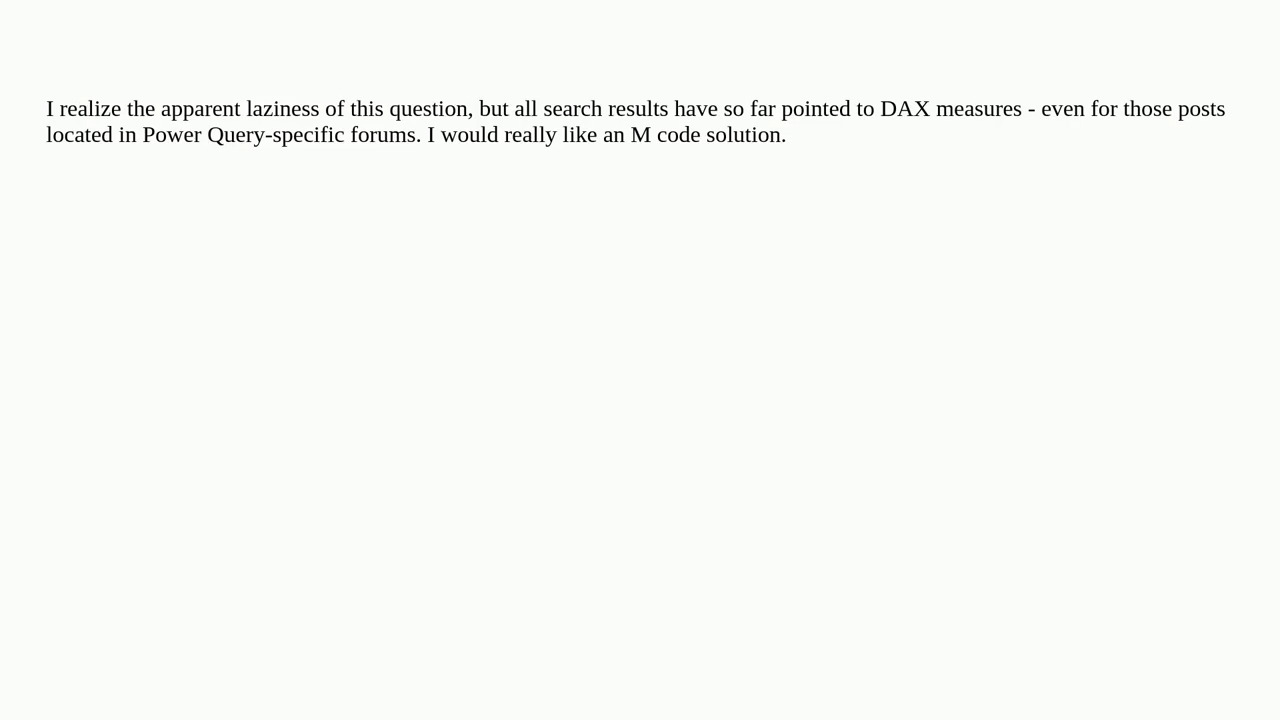 I realize the apparent laziness of this question, but all search results have so far pointed to DAX measures - even for those posts
located in Power Query-specific forums. I would really like an M code solution.